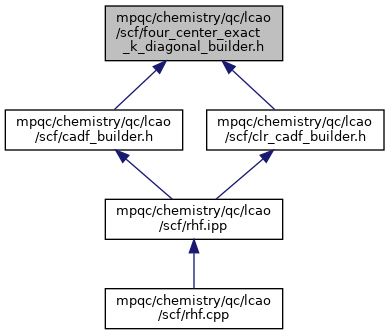 mpqc/chemistry/qc/lcao
/scf/four_center_exact
_k_diagonal_builder.h
mpqc/chemistry/qc/lcao
/scf/cadf_builder.h
mpqc/chemistry/qc/lcao
/scf/clr_cadf_builder.h
mpqc/chemistry/qc/lcao
/scf/rhf.ipp
mpqc/chemistry/qc/lcao
/scf/rhf.cpp